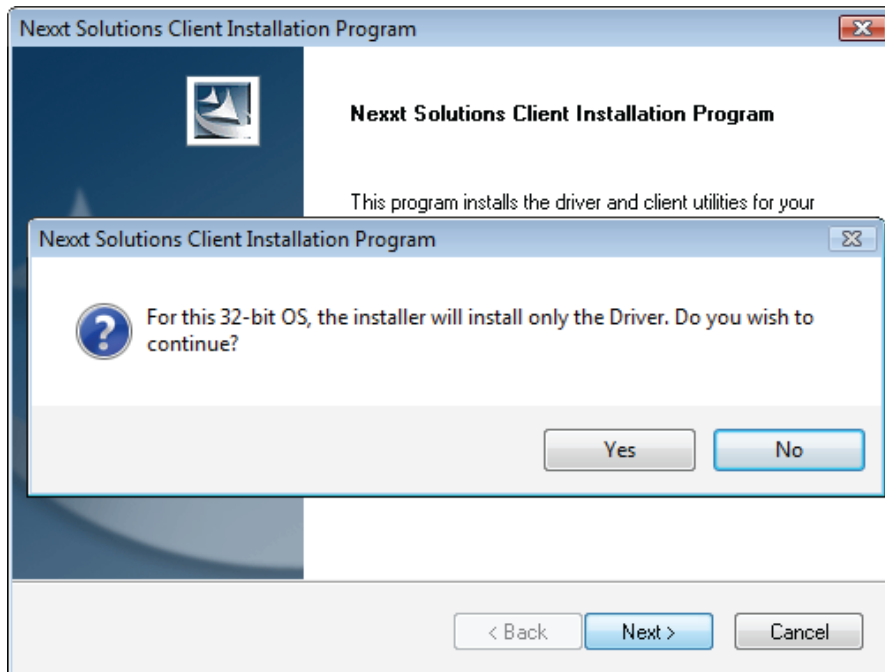 Nexxt Solutions Client Installation Program
Nexxt Solutions Client Installation Program
This program installs the driver and client utilities for your
Nexxt Solutions Client Installation Program
For this 32-bit OS, the installer will install only the Driver. Do you wish to
continue?
Yes No
< Back Next > Cancel